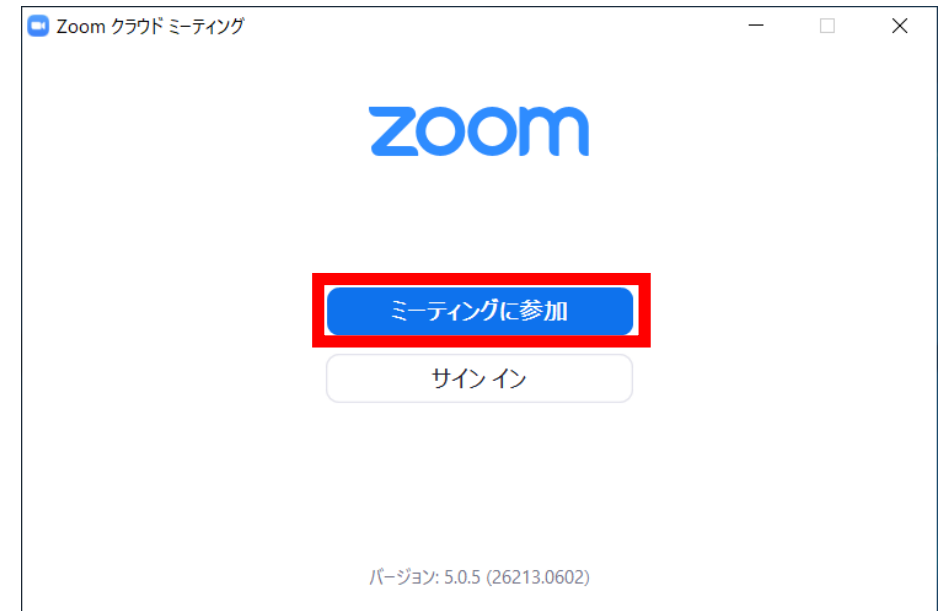 Zoom クラウド ミーティング
zoom
ミーティングに参加
サイン イン
バージョン: 5.0.5 (26213.0602)